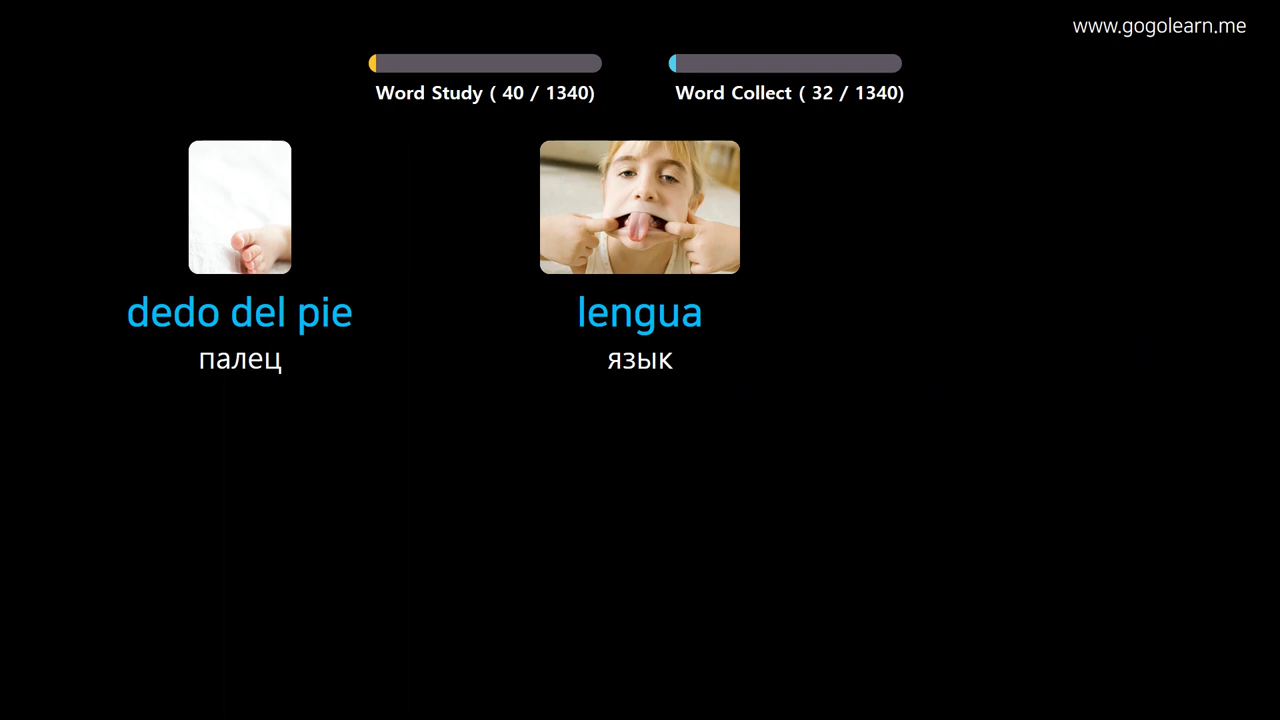 www.gogolearn.me
Word Study ( 40 / 1340)
Word Collect ( 32 / 1340)
dedo del pie
палец
lengua
язык